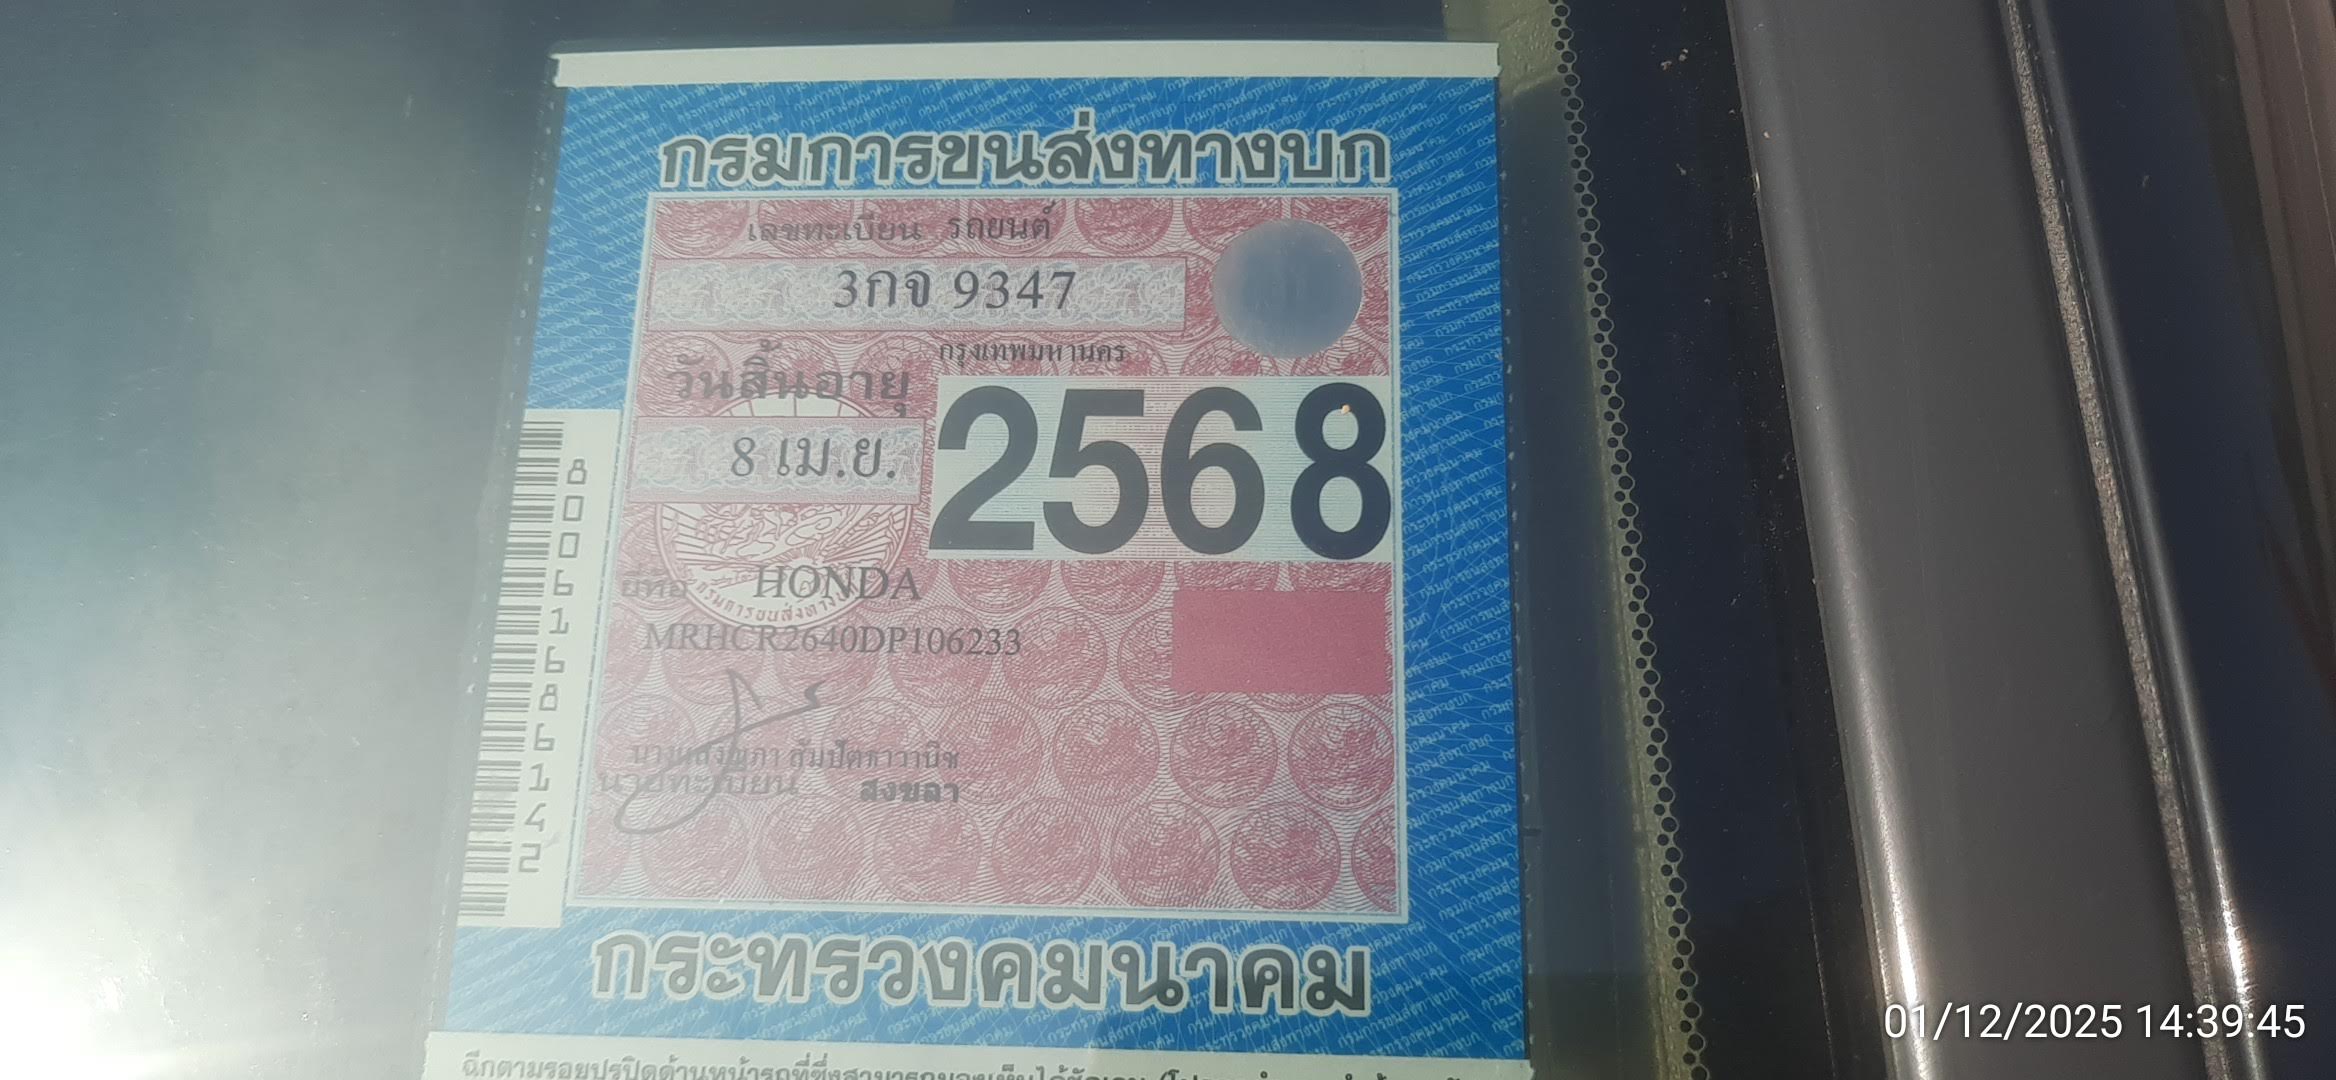 กรมการขนส่งทางบก
เลขทะเบียน รถยนต์
3กจ 9347
กรุงเทพมหานคร
วันสิ้นอายุ
8 เม.ย.
2568
ยี่ห้อ HONDA
MRHCR2640DP106233
นายทะเบียน สงขลา
กระทรวงคมนาคม
01/12/2025 14:39:45